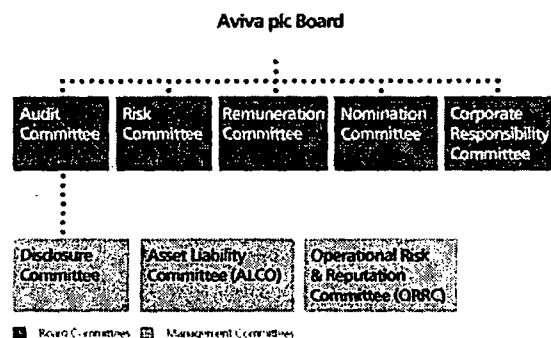 Aviva plc Board
Audit
Committee
Risk
Committee
Remuneration
Committee
Nomination
Committee
Corporate
Responsibility
Committee
Disclosure
Committee
Asset Liability
Committee (ALCO)
Operational Risk
& Reputation
Committee (ORRC)
Board Committees
Management Committees